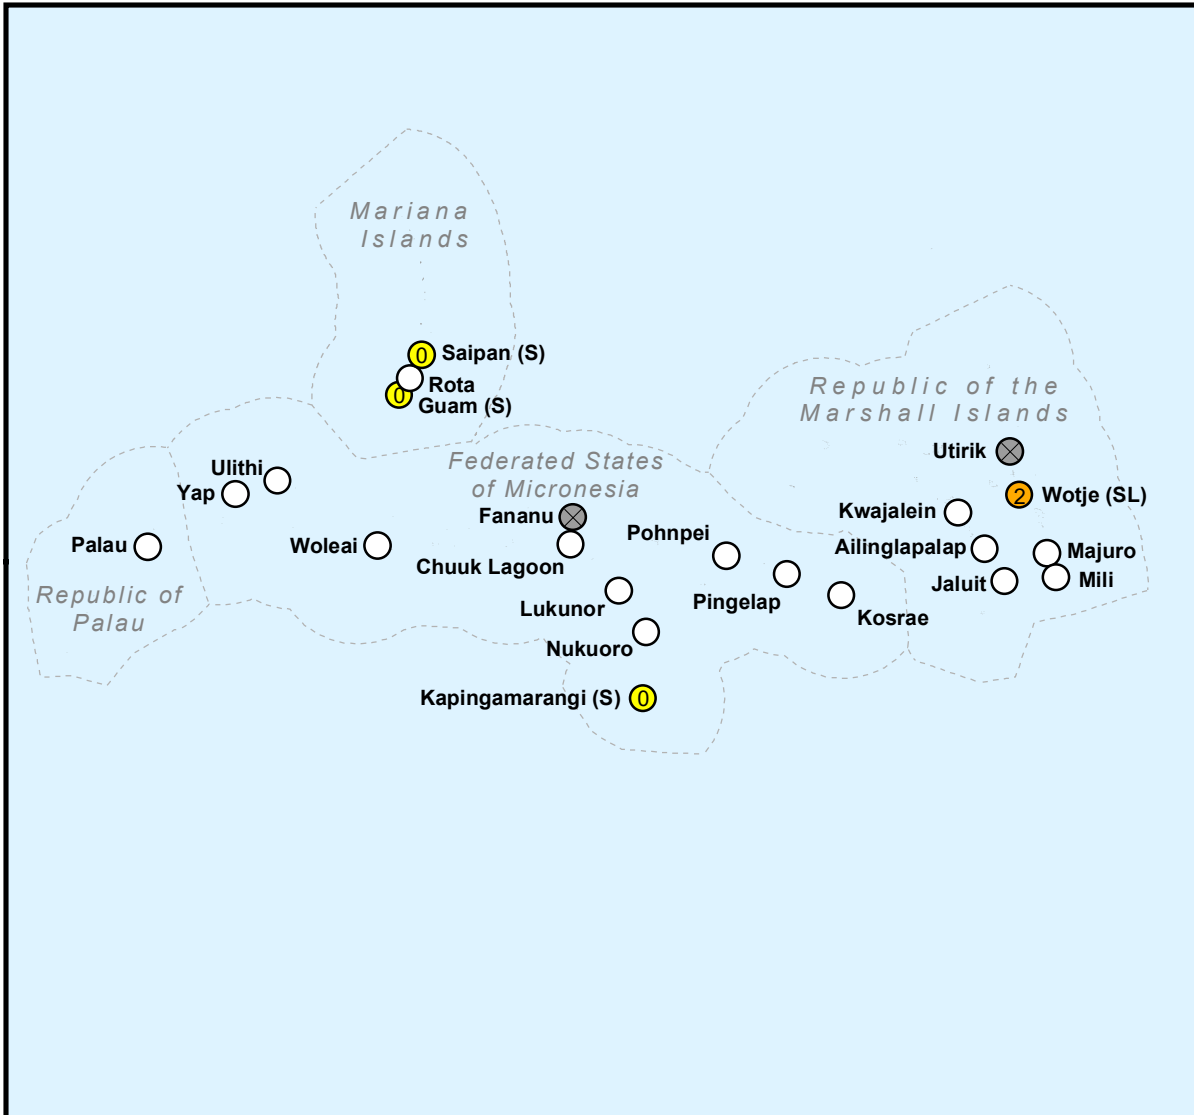 Mariana
Islands
0 Saipan (S)
Rota
0 Guam (S)
Republic of the
Marshall Islands
Utirik
Ulithi
Yap
Federated States
of Micronesia
2 Wotje (SL)
Fananu
Kwajalein
Palau
Woleai
Chuuk Lagoon
Pohnpei
Ailinglapalap
Majuro
Republic of
Palau
Lukunor
Pingelap
Kosrae
Jaluit
Mili
Nukuoro
Kapingamarangi (S) 0